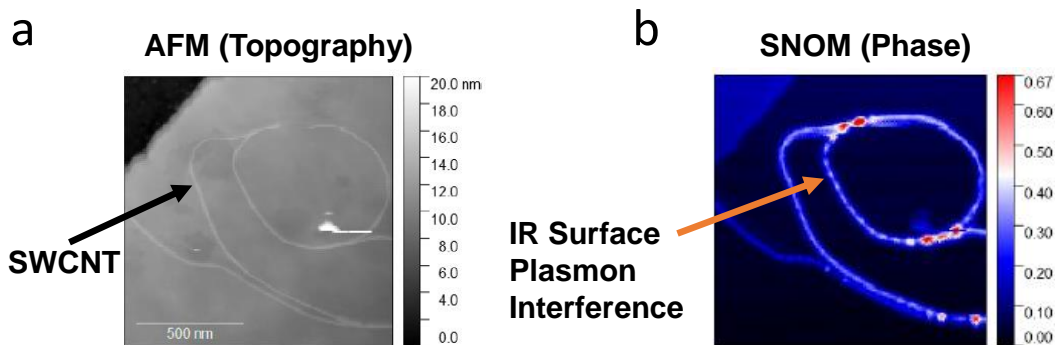 a
AFM (Topography)
20.0 nm
16.0
14.0
12.0
10.0
8.0
6.0
4.0
2.0
0.0
SWCNT
500 nm
b
SNOM (Phase)
0.67
0.60
0.50
0.40
0.30
0.20
0.10
0.00
IR Surface
Plasmon
Interference